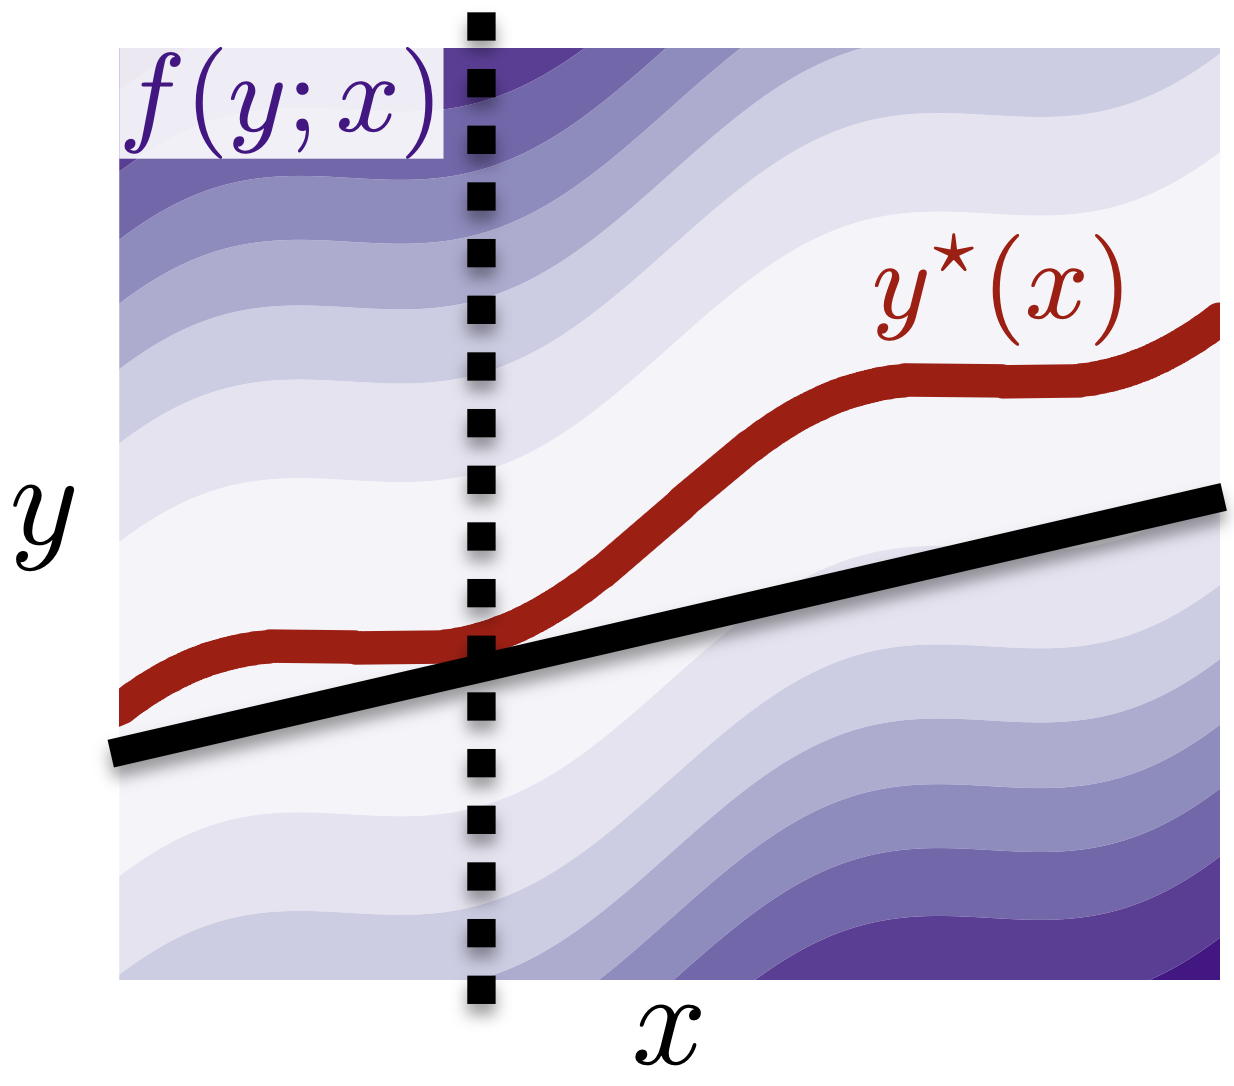 f(y; x)
y⋆(x)
y
x